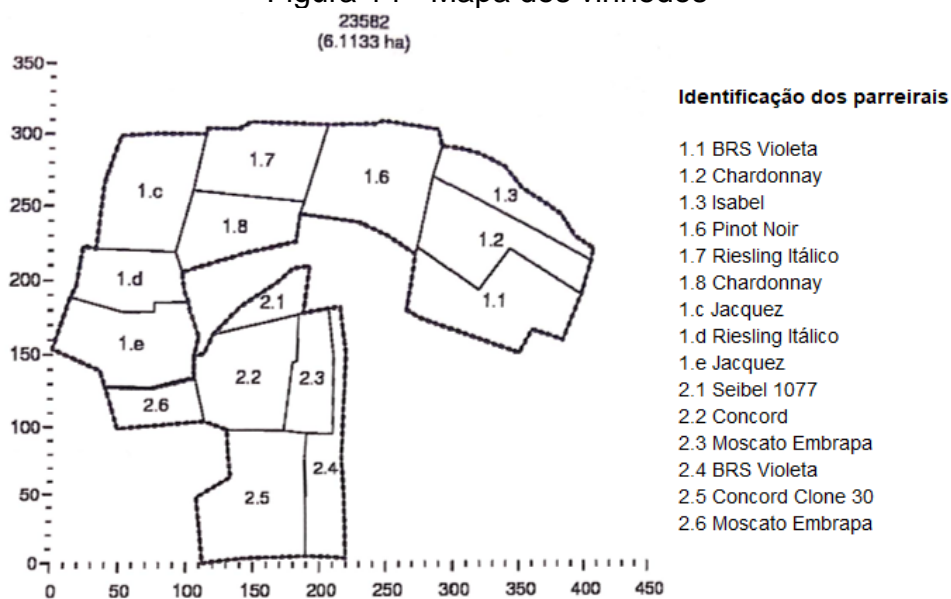 Figura - Mapa dos vinhedos
23582
(6.1133 ha)
350
300
250
200
150
100
50
0
0 50 100 150 200 250 300 350 400 450
1.c
1.7
1.8
1.6
1.3
1.2
1.1
1.d
1.e
2.1
2.2
2.3
2.6
2.4
2.5
Identificação dos parreirais
1.1 BRS Violeta
1.2 Chardonnay
1.3 Isabel
1.6 Pinot Noir
1.7 Riesling Itálico
1.8 Chardonnay
1.c Jacquez
1.d Riesling Itálico
1.e Jacquez
2.1 Seibel 1077
2.2 Concord
2.3 Moscato Embrapa
2.4 BRS Violeta
2.5 Concord Clone 30
2.6 Moscato Embrapa